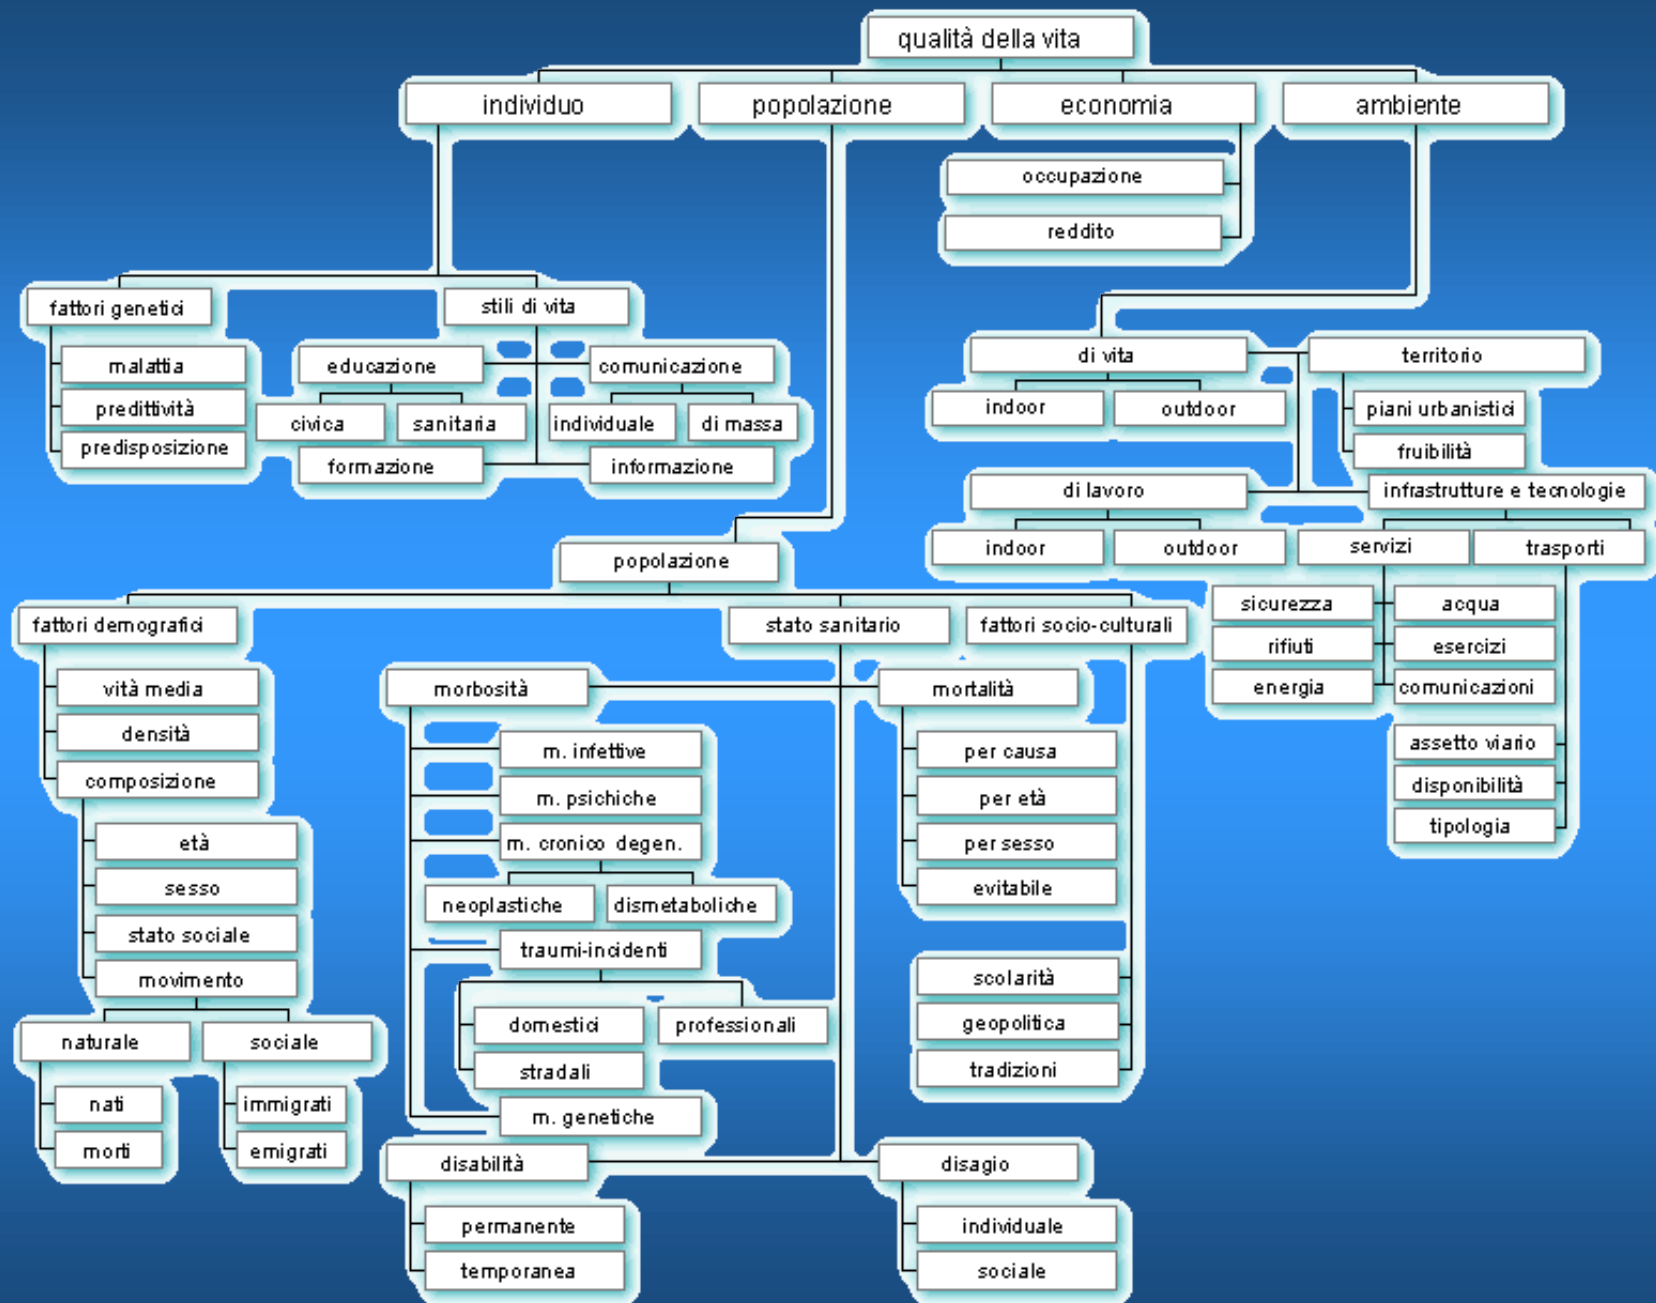 qualità della vita
individuo
popolazione
economia
ambiente
occupazione
reddito
fattori genetici
malattia
predittività
predisposizione
stili di vita
educazione
comunicazione
civica
sanitaria
individuale
di massa
formazione
informazione
di vita
territorio
indoor
outdoor
piani urbanistici
fruibilità
di lavoro
infrastrutture e tecnologie
indoor
outdoor
servizi
trasporti
sicurezza
acqua
rifiuti
esercizi
energia
comunicazioni
assetto viario
disponibilità
tipologia
popolazione
fattori demografici
stato sanitario
fattori socio-culturali
vità media
densità
composizione
età
sesso
stato sociale
movimento
naturale
sociale
nati
immigrati
morti
emigrati
morbosità
mortalità
m. infettive
m. psichiche
m. cronico degen.
neoplastiche
dismetaboliche
traumi-incidenti
domestici
professionali
stradali
m. genetiche
per causa
per età
per sesso
evitabile
scolarità
geopolitica
tradizioni
disabilità
disagio
permanente
temporanea
individuale
sociale